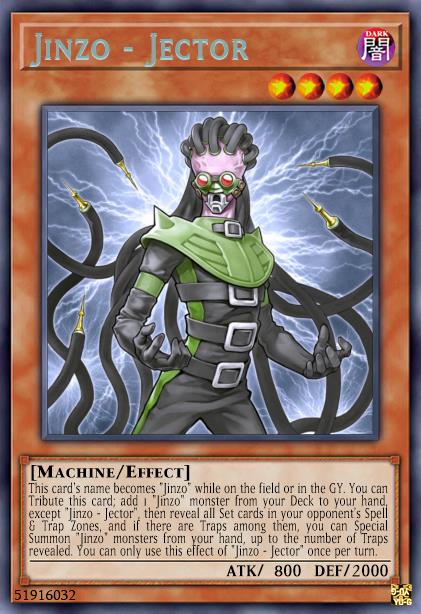 Jinzo - Jector
DARK
闇
[Machine/Effect]
This card's name becomes "Jinzo" while on the field or in the GY. You can
Tribute this card; add 1 "Jinzo" monster from your Deck to your hand,
except "Jinzo - Jector", then reveal all Set cards in your opponent's Spell
& Trap Zones, and if there are Traps among them, you can Special
Summon "Jinzo" monsters from your hand, up to the number of Traps
revealed. You can only use this effect of "Jinzo - Jector" once per turn.
ATK/ 800 DEF/2000
51916032